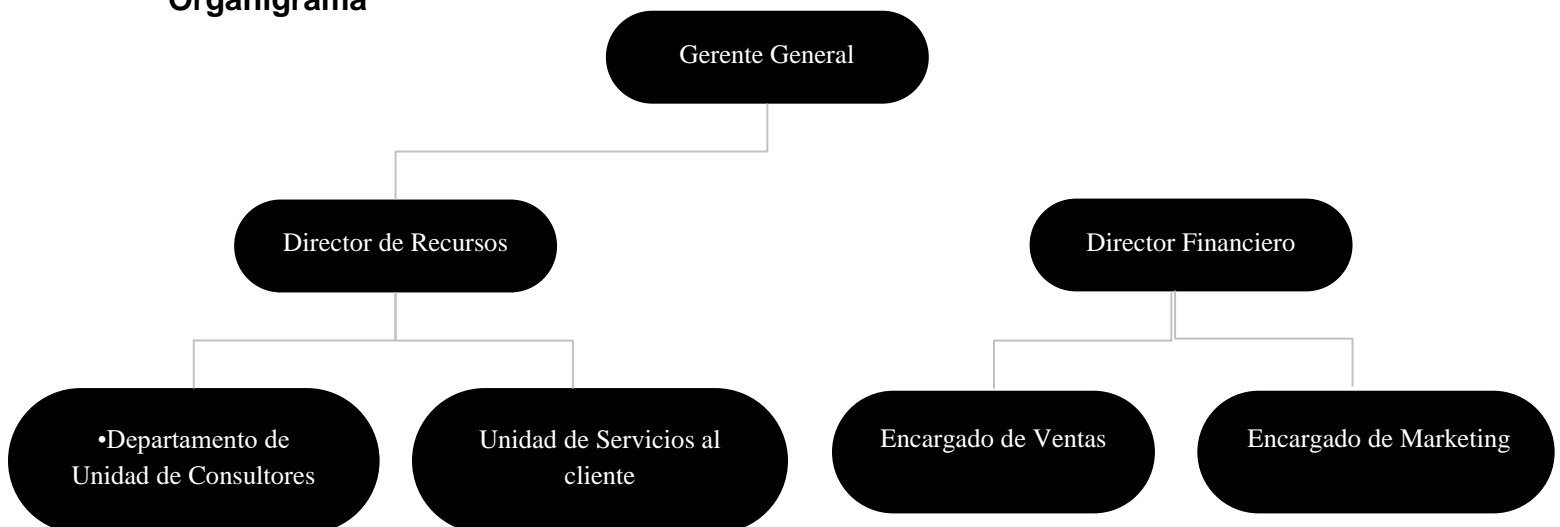 Organigrama
Gerente General
Director de Recursos
Director Financiero
•Departamento de
Unidad de Consultores
Unidad de Servicios al
cliente
Encargado de Ventas
Encargado de Marketing